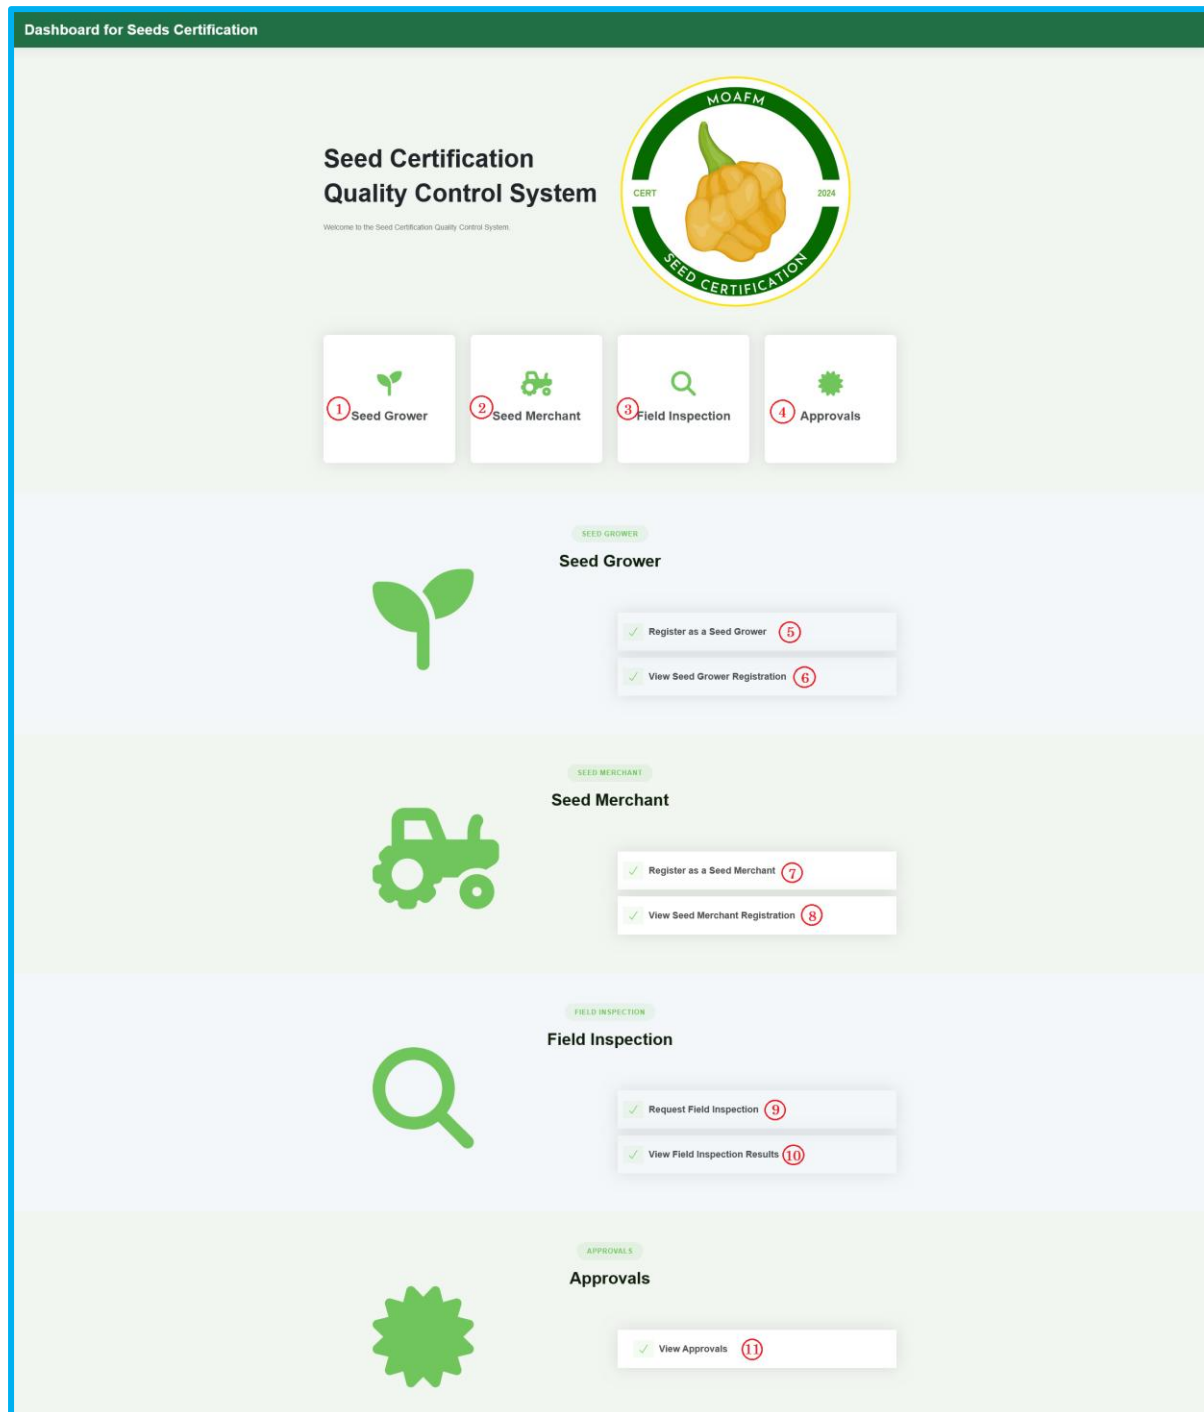 Dashboard for Seeds Certification
MOAFM
CERT
2024
SEED CERTIFICATION
Seed Certification
Quality Control System
Welcome to the Seed Certification Quality Control System.
1 Seed Grower
2 Seed Merchant
3 Field Inspection
4 Approvals
SEED GROWER
Seed Grower
Register as a Seed Grower 5
View Seed Grower Registration 6
SEED MERCHANT
Seed Merchant
Register as a Seed Merchant 7
View Seed Merchant Registration 8
FIELD INSPECTION
Field Inspection
Request Field Inspection 9
View Field Inspection Results 10
APPROVALS
Approvals
View Approvals 11